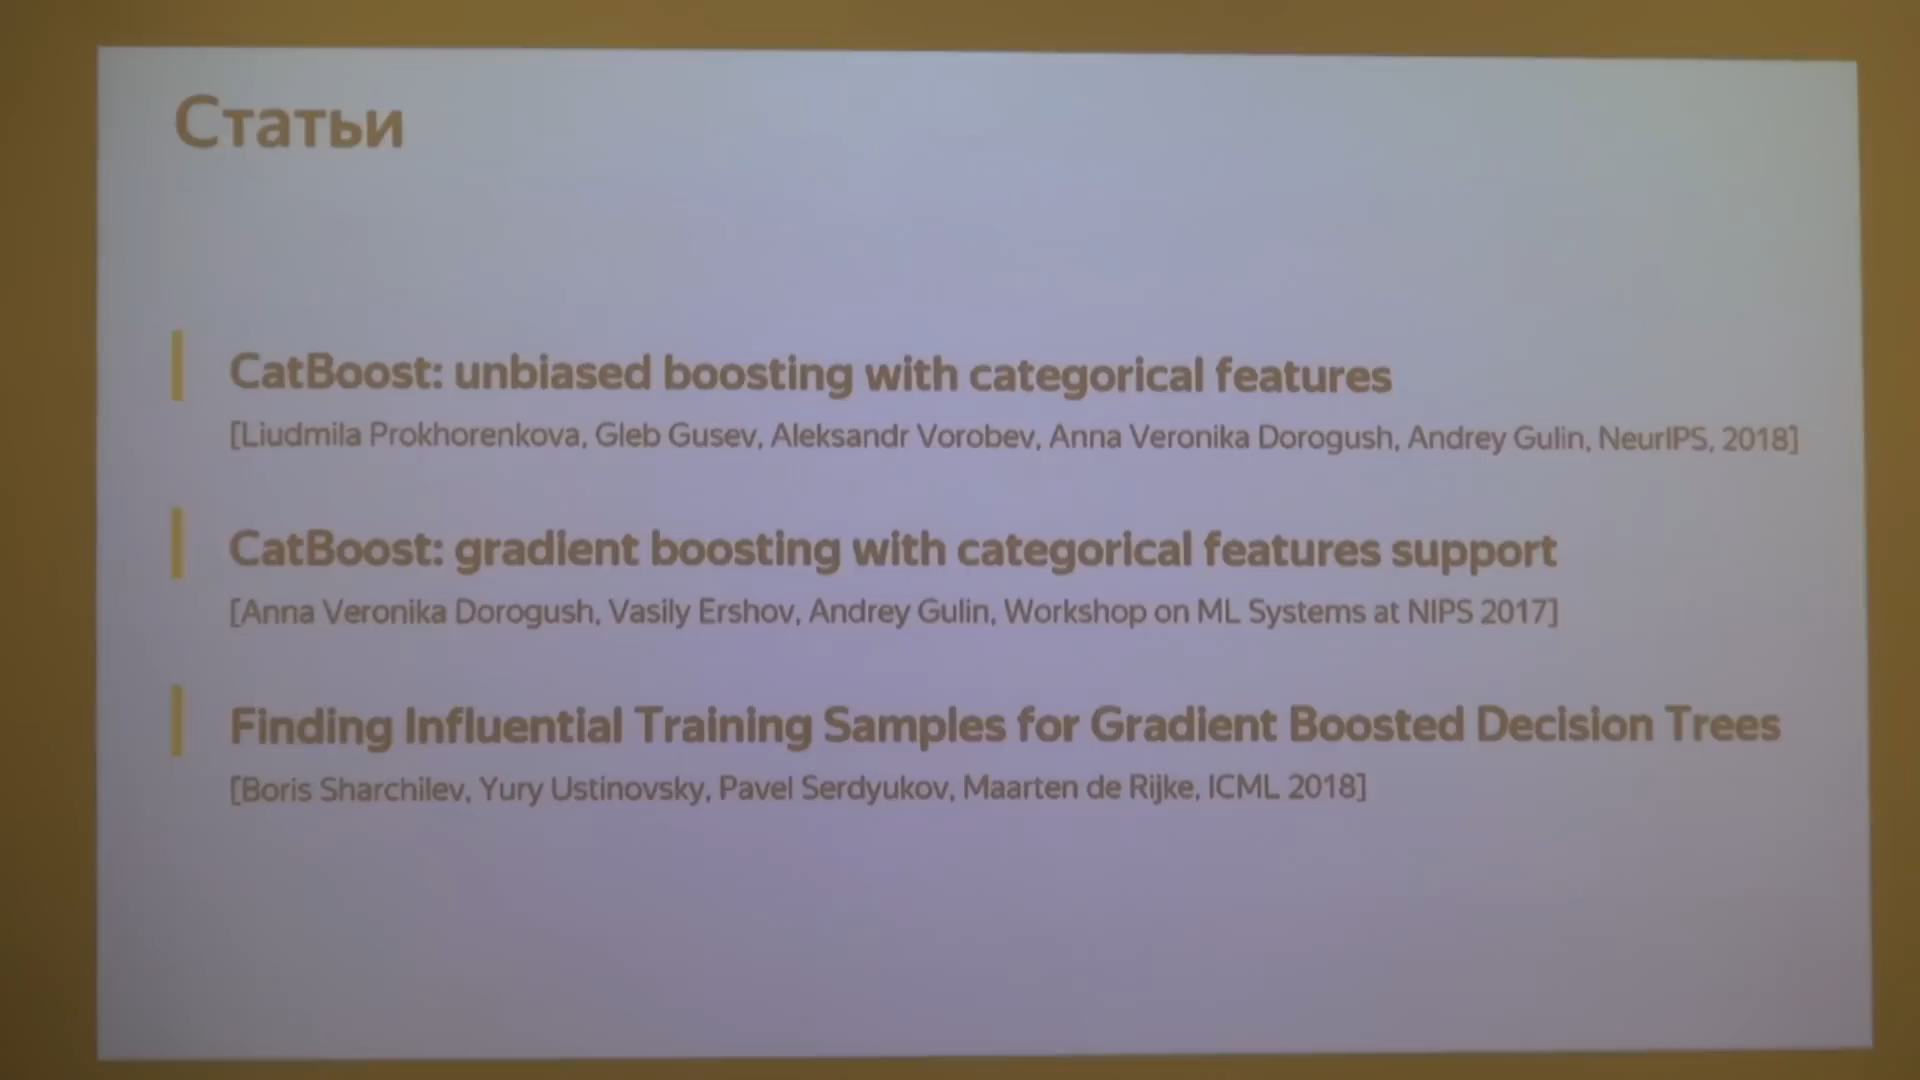 Статьи
CatBoost: unbiased boosting with categorical features
[Liudmila Prokhorenkova, Gleb Gusev, Aleksandr Vorobev, Anna Veronika Dorogush, Andrey Gulin, NeurIPS, 2018]
CatBoost: gradient boosting with categorical features support
[Anna Veronika Dorogush, Vasily Ershov, Andrey Gulin, Workshop on ML Systems at NIPS 2017]
Finding Influential Training Samples for Gradient Boosted Decision Trees
[Boris Sharchilev, Yury Ustinovsky, Pavel Serdyukov, Maarten de Rijke, ICML 2018]